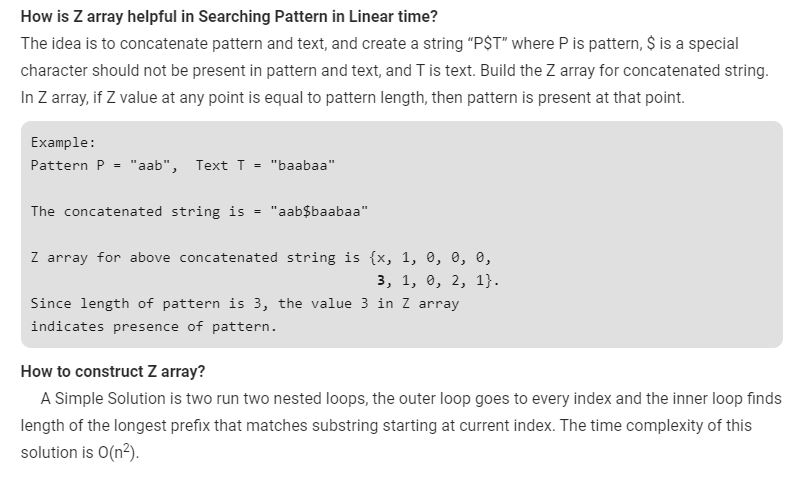 How is Z array helpful in Searching Pattern in Linear time?
The idea is to concatenate pattern and text, and create a string “P$T” where P is pattern, $ is a special
character should not be present in pattern and text, and T is text. Build the Z array for concatenated string.
In Z array, if Z value at any point is equal to pattern length, then pattern is present at that point.
Example:
Pattern P = "aab",  Text T = "baabaa"
The concatenated string is = "aab$baabaa"
Z array for above concatenated string is {x, 1, 0, 0, 0,
3, 1, 0, 2, 1}.
Since length of pattern is 3, the value 3 in Z array
indicates presence of pattern.
How to construct Z array?
A Simple Solution is two run two nested loops, the outer loop goes to every index and the inner loop finds
length of the longest prefix that matches substring starting at current index. The time complexity of this
solution is O(n²).